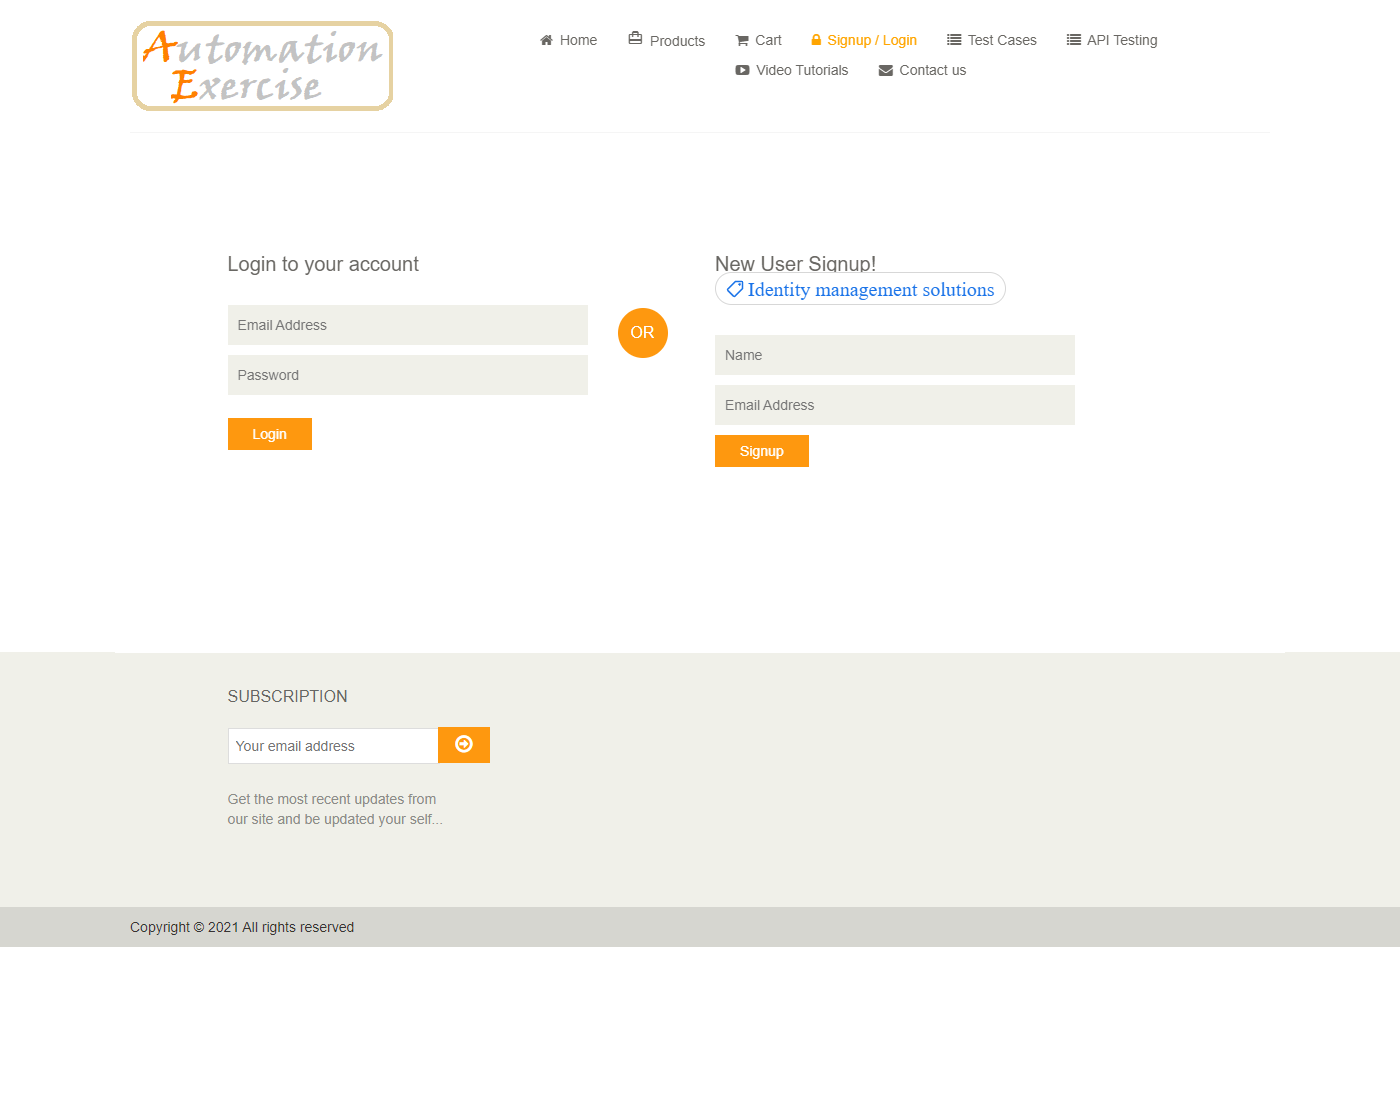 Automation
Exercise
Home
Products
Cart
Signup / Login
Test Cases
API Testing
Video Tutorials
Contact us
Login to your account
Email Address
Password
Login
OR
New User Signup!
Identity management solutions
Name
Email Address
Signup
SUBSCRIPTION
Your email address
Get the most recent updates from
our site and be updated your self...
Copyright © 2021 All rights reserved